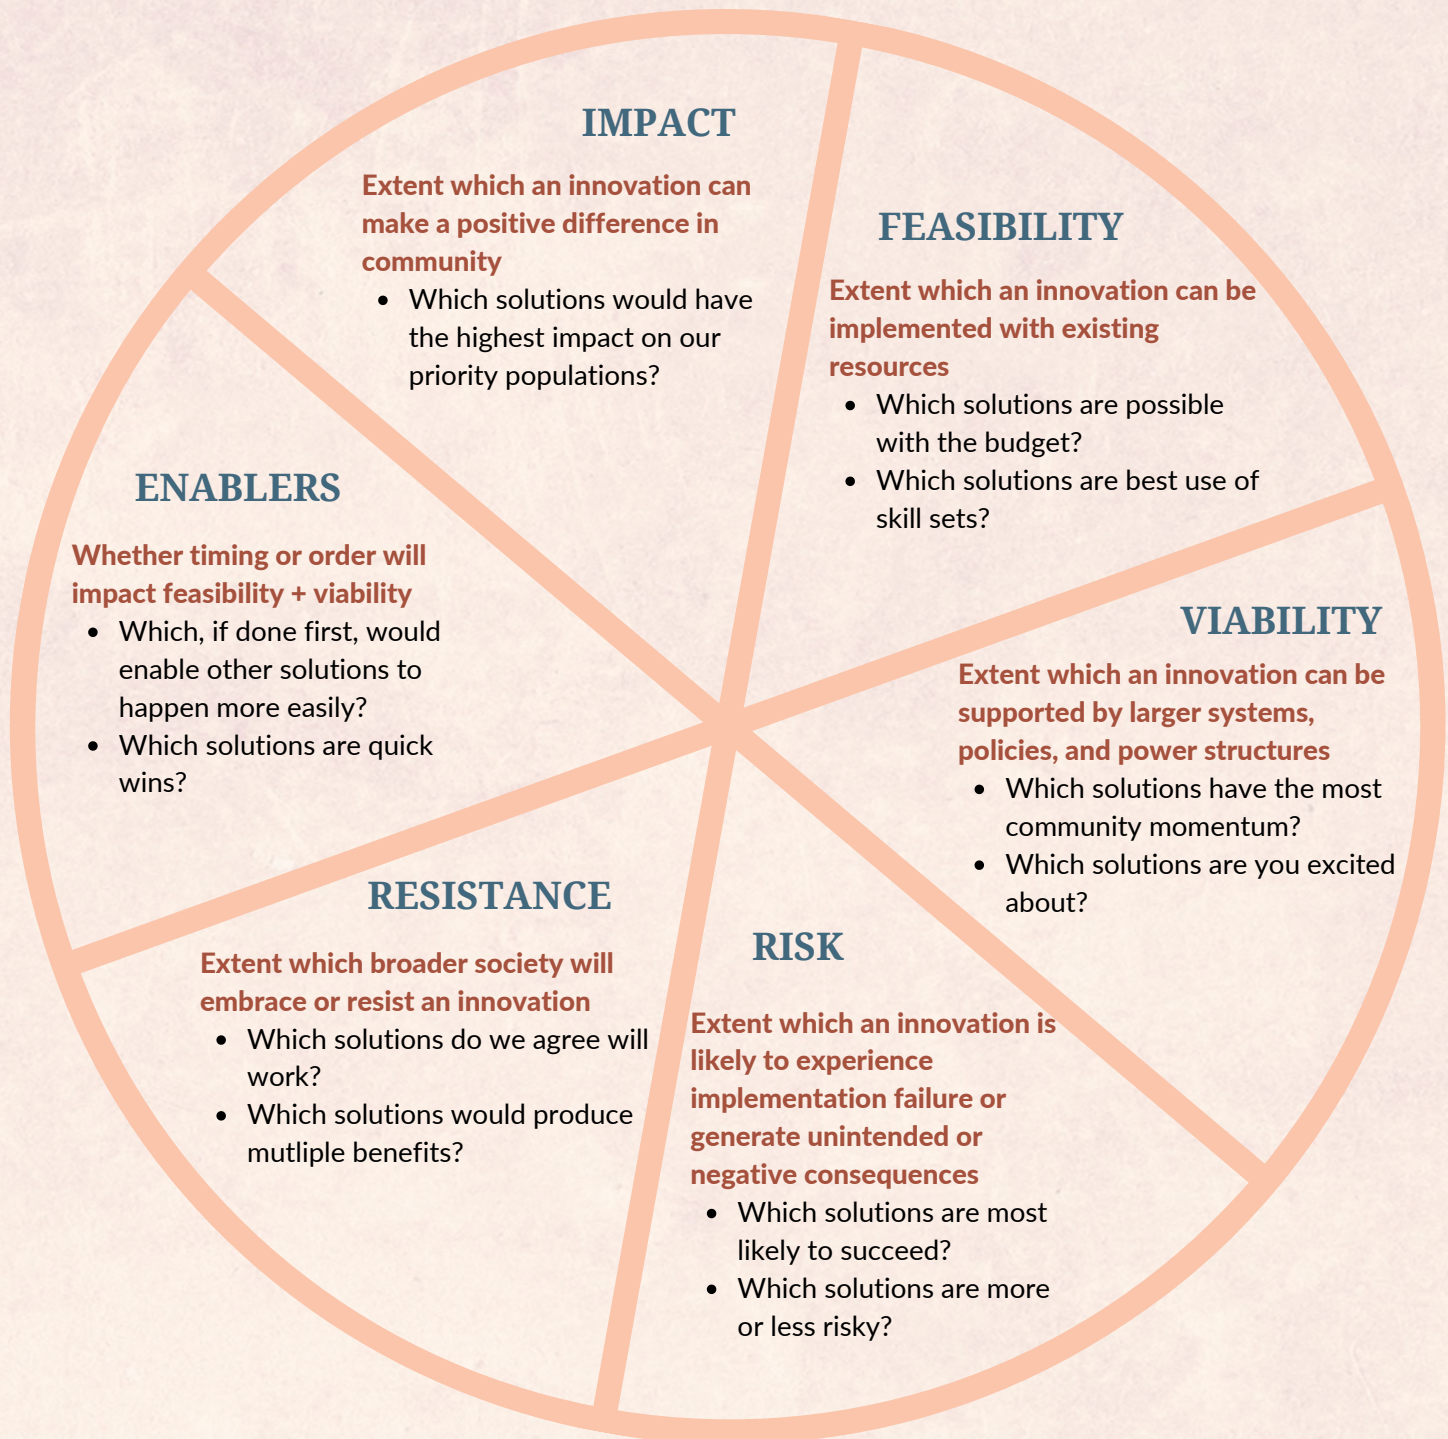 IMPACT
Extent which an innovation can
make a positive difference in
community
• Which solutions would have
the highest impact on our
priority populations?
FEASIBILITY
Extent which an innovation can be
implemented with existing
resources
• Which solutions are possible
with the budget?
• Which solutions are best use of
skill sets?
VIABILITY
Extent which an innovation can be
supported by larger systems,
policies, and power structures
• Which solutions have the most
community momentum?
• Which solutions are you excited
about?
RISK
Extent which an innovation is
likely to experience
implementation failure or
generate unintended or
negative consequences
• Which solutions are most
likely to succeed?
• Which solutions are more
or less risky?
RESISTANCE
Extent which broader society will
embrace or resist an innovation
• Which solutions do we agree will
work?
• Which solutions would produce
mutliple benefits?
ENABLERS
Whether timing or order will
impact feasibility + viability
• Which, if done first, would
enable other solutions to
happen more easily?
• Which solutions are quick
wins?